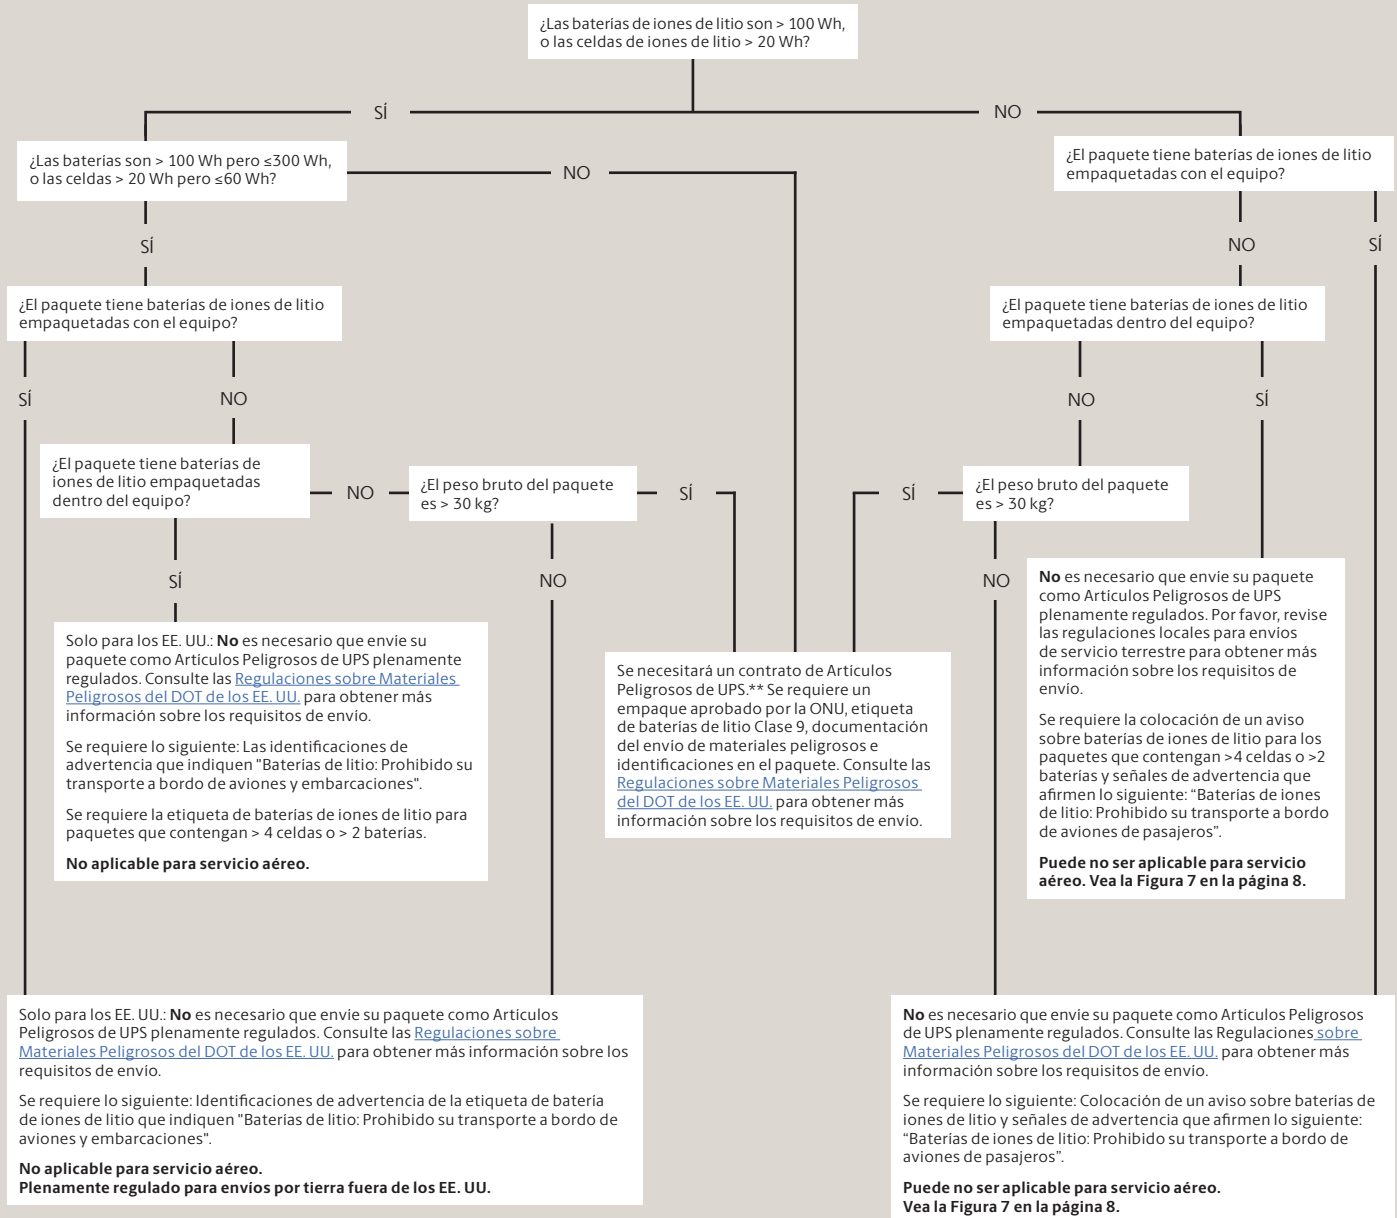 ¿Las baterías de iones de litio son > 100 Wh,
o las celdas de iones de litio > 20 Wh?
SÍ
NO
¿Las baterías son > 100 Wh pero ≤300 Wh,
o las celdas > 20 Wh pero ≤60 Wh?
NO
¿El paquete tiene baterías de iones de litio
empaquetadas con el equipo?
SÍ
NO
SÍ
¿El paquete tiene baterías de iones de litio
empaquetadas con el equipo?
¿El paquete tiene baterías de iones de litio
empaquetadas dentro del equipo?
SÍ
NO
NO
SÍ
¿El paquete tiene baterías de
iones de litio empaquetadas
dentro del equipo?
NO
¿El peso bruto del paquete
es > 30 kg?
SÍ
SÍ
¿El peso bruto del paquete
es > 30 kg?
SÍ
NO
NO
Solo para los EE. UU.: No es necesario que envíe su
paquete como Artículos Peligrosos de UPS plenamente
regulados. Consulte las Regulaciones sobre Materiales
Peligrosos del DOT de los EE. UU. para obtener más
información sobre los requisitos de envío.
Se requiere lo siguiente: Las identificaciones de
advertencia que indiquen "Baterías de litio: Prohibido su
transporte a bordo de aviones y embarcaciones".
Se requiere la etiqueta de baterías de iones de litio para
paquetes que contengan > 4 celdas o > 2 baterías.
No aplicable para servicio aéreo.
Se necesitará un contrato de Artículos
Peligrosos de UPS.** Se requiere un
empaque aprobado por la ONU, etiqueta
de baterías de litio Clase 9, documentación
del envío de materiales peligrosos e
identificaciones en el paquete. Consulte las
Regulaciones sobre Materiales Peligrosos
del DOT de los EE. UU. para obtener más
información sobre los requisitos de envío.
No es necesario que envíe su paquete
como Artículos Peligrosos de UPS
plenamente regulados. Por favor, revise
las regulaciones locales para envíos
de servicio terrestre para obtener más
información sobre los requisitos de
envío.
Se requiere la colocación de un aviso
sobre baterías de iones de litio para los
paquetes que contengan >4 celdas o >2
baterías y señales de advertencia que
afirmen lo siguiente: “Baterías de iones
de litio: Prohibido su transporte a bordo
de aviones de pasajeros”.
Puede no ser aplicable para servicio
aéreo. Vea la Figura 7 en la página 8.
Solo para los EE. UU.: No es necesario que envíe su paquete como Artículos
Peligrosos de UPS plenamente regulados. Consulte las Regulaciones sobre
Materiales Peligrosos del DOT de los EE. UU. para obtener más información sobre los
requisitos de envío.
Se requiere lo siguiente: Identificaciones de advertencia de la etiqueta de batería
de iones de litio que indiquen "Baterías de litio: Prohibido su transporte a bordo de
aviones y embarcaciones".
No aplicable para servicio aéreo.
Plenamente regulado para envíos por tierra fuera de los EE. UU.
No es necesario que envíe su paquete como Artículos Peligrosos
de UPS plenamente regulados. Consulte las Regulaciones sobre
Materiales Peligrosos del DOT de los EE. UU. para obtener más
información sobre los requisitos de envío.
Se requiere lo siguiente: Colocación de un aviso sobre baterías de
iones de litio y señales de advertencia que afirmen lo siguiente:
“Baterías de iones de litio: Prohibido su transporte a bordo de
aviones de pasajeros”.
Puede no ser aplicable para servicio aéreo.
Vea la Figura 7 en la página 8.